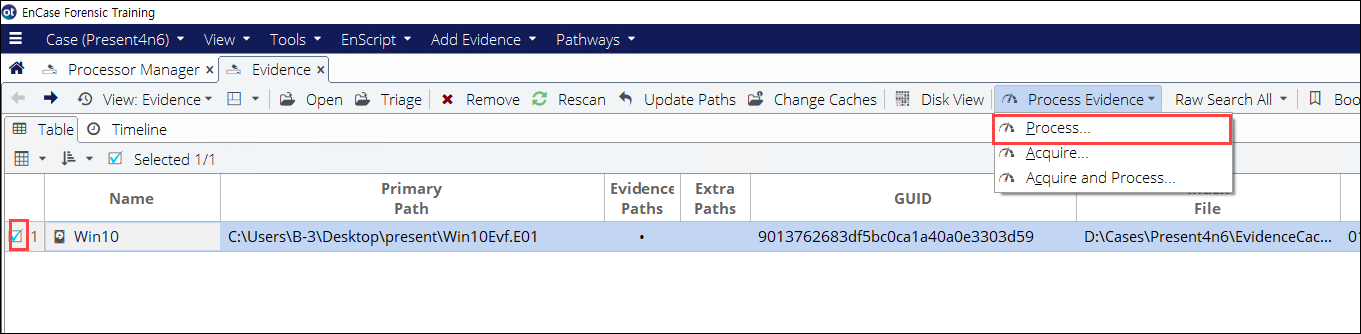 ot EnCase Forensic Training
Case (Present4n6) View Tools EnScript Add Evidence Pathways
Processor Manager x Evidence x
View: Evidence Open Triage Remove Rescan Update Paths Change Caches Disk View Process Evidence Raw Search All Boo
Table Timeline
Process...
Selected 1/1
Acquire...
Acquire and Process...
Name Primary Path Evidence Paths Extra Paths GUID File
1 Win10 C:\Users\B-3\Desktop\present\Win10Evf.E01 • 9013762683df5bc0ca1a40a0e3303d59 D:\Cases\Present4n6\EvidenceCac... 01